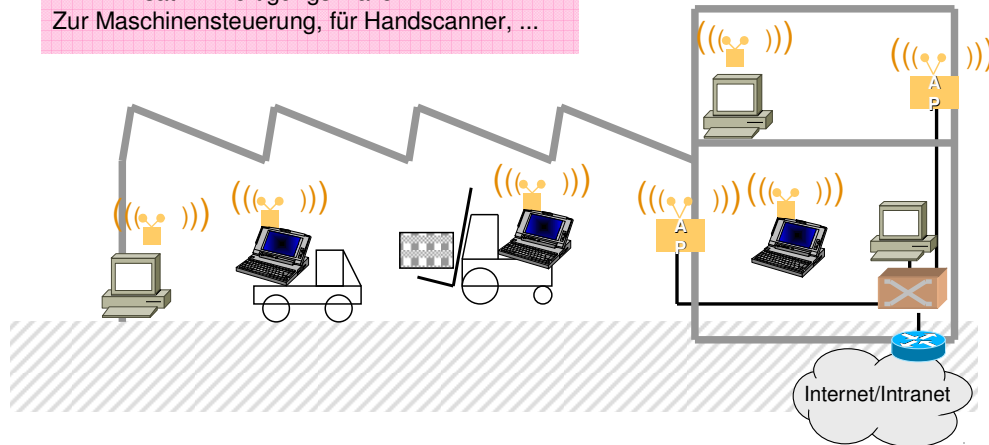 Zur Maschinensteuerung, für Handscanner, ...
A
P
A
P
Internet/Intranet